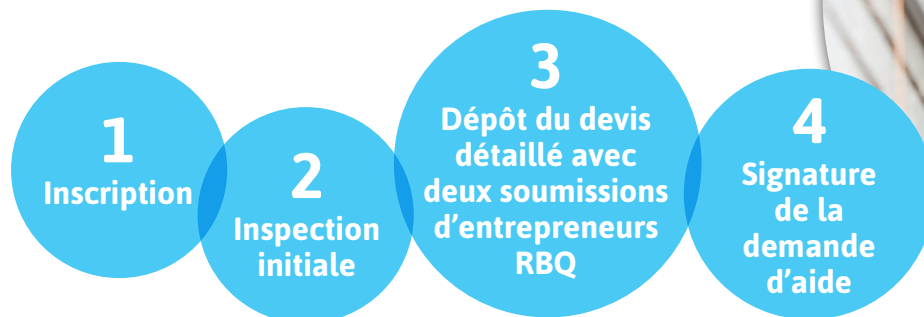 1
Inscription
2
Inspection
initiale
3
Dépôt du devis
détaillé avec
deux soumissions
d'entrepreneurs
RBQ
4
Signature
de la
demande
d'aide